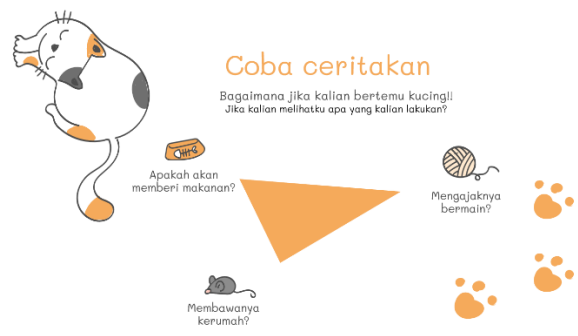 Coba ceritakan
Bagaimana jika kalian bertemu kucing!!
Jika kalian melihatku apa yang kalian lakukan?
Apakah akan
memberi makanan?
Mengajaknya
bermain?
Membawanya
kerumah?